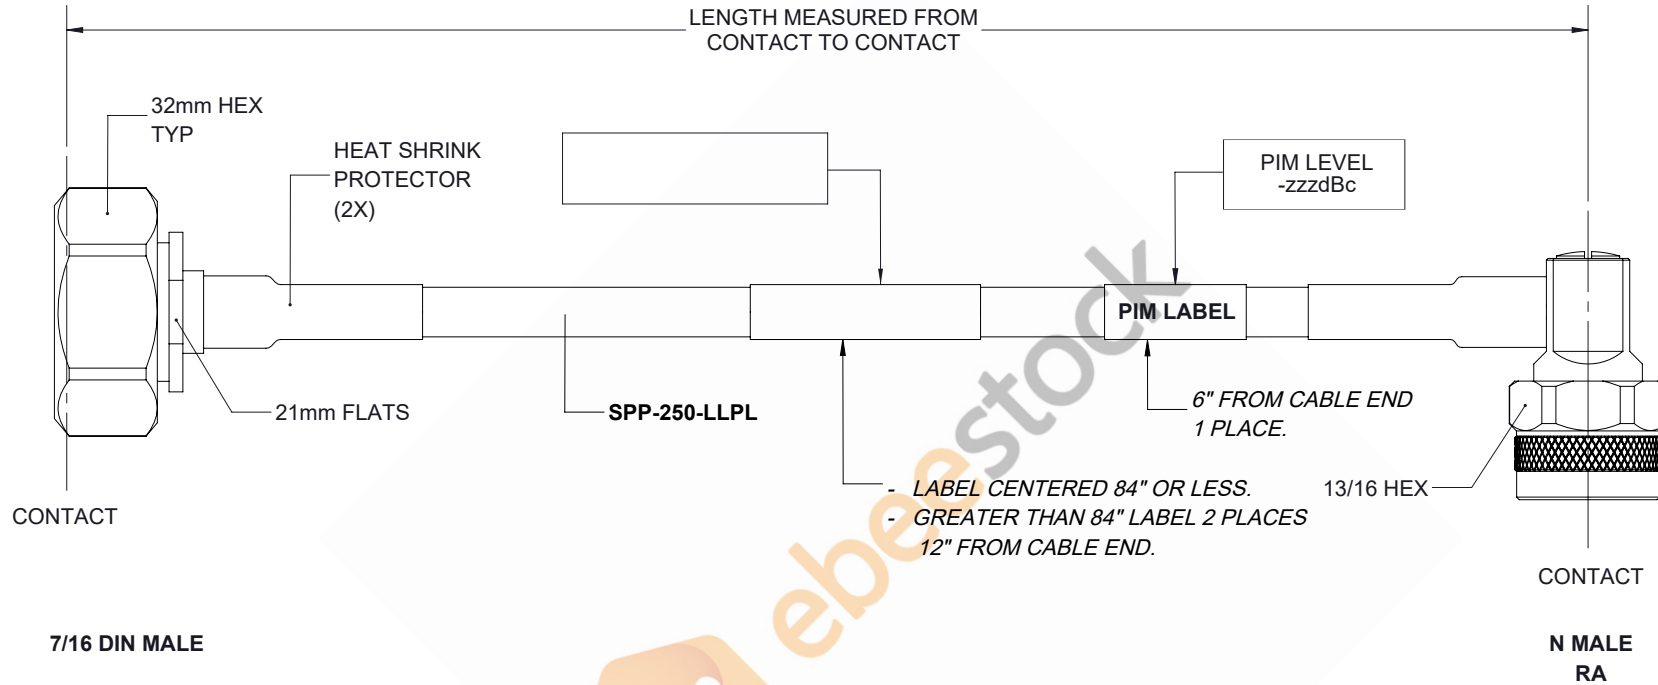 LENGTH MEASURED FROM
CONTACT TO CONTACT
32mm HEX
TYP
HEAT SHRINK
PROTECTOR
(2X)
PIM LEVEL
-zzzdBc
PIM LABEL
21mm FLATS
SPP-250-LLPL
6" FROM CABLE END
1 PLACE.
- LABEL CENTERED 84" OR LESS.
- GREATER THAN 84" LABEL 2 PLACES
12" FROM CABLE END.
13/16 HEX
CONTACT
CONTACT
7/16 DIN MALE
N MALE
RA
ebeestock